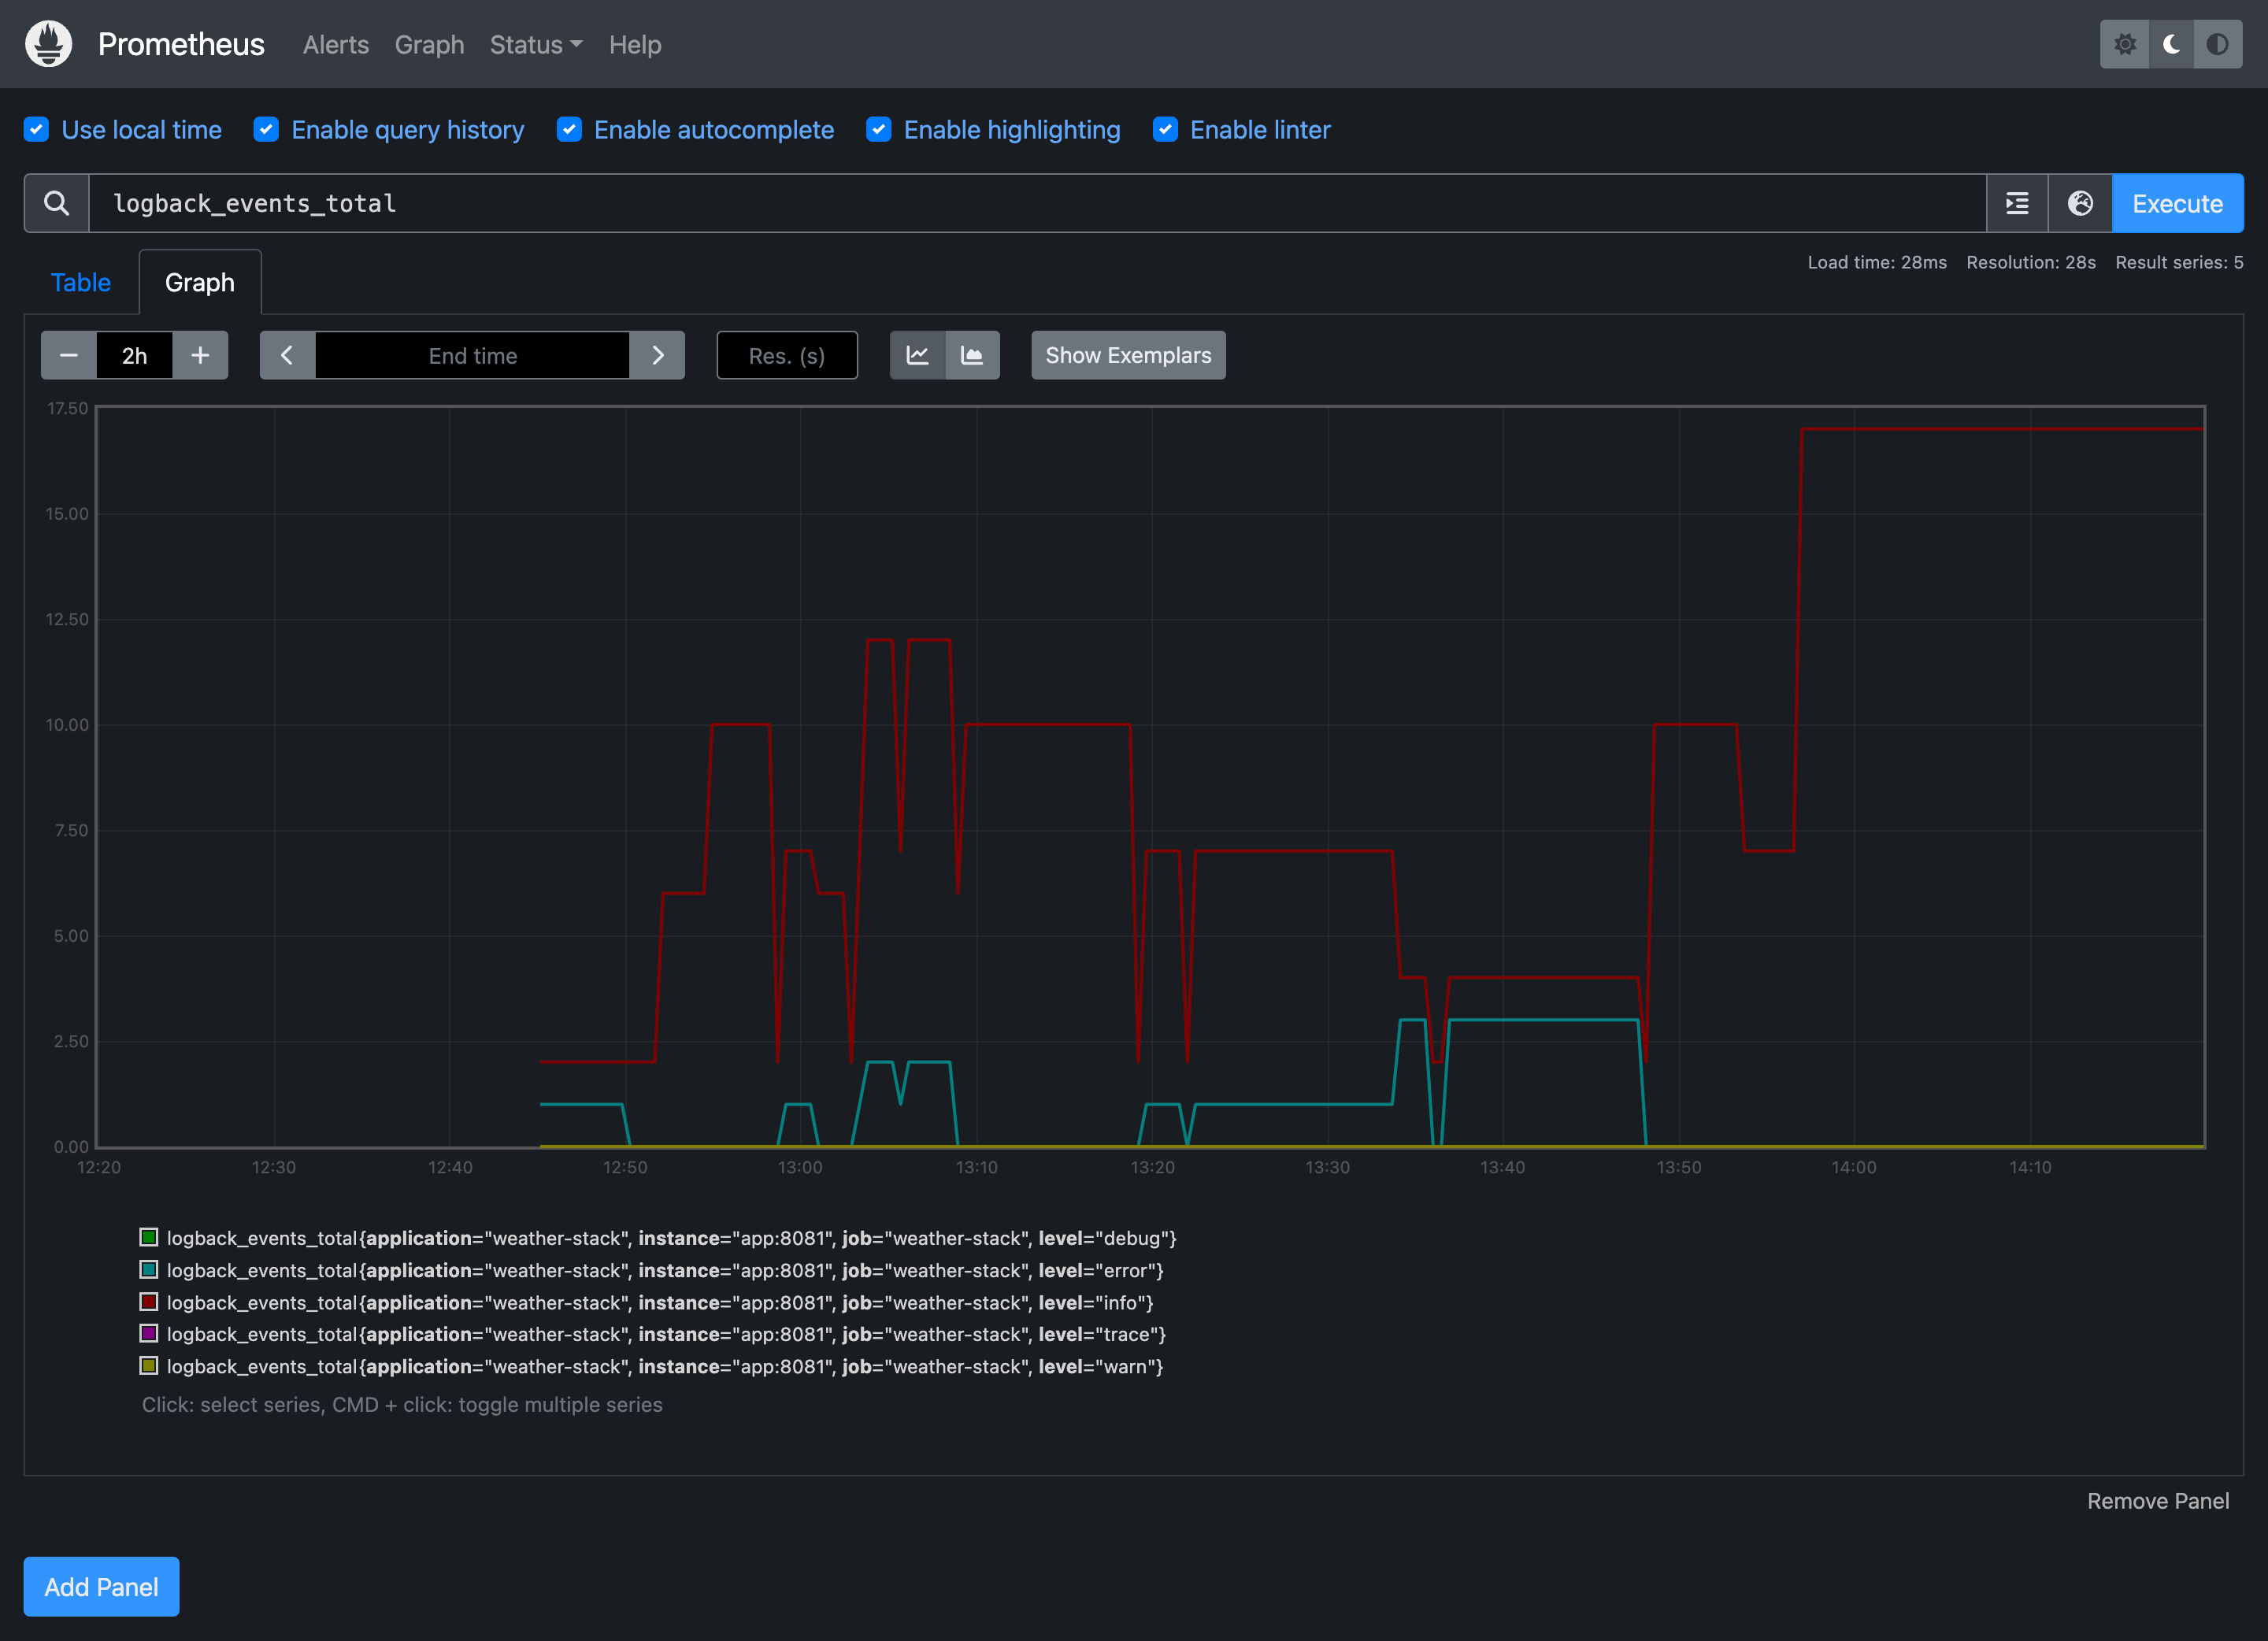 Prometheus Alerts Graph Status Help
Use local time Enable query history Enable autocomplete Enable highlighting Enable linter
logback_events_total
Execute
Table Graph
Load time: 28ms Resolution: 28s Result series: 5
2h End time Res. (s) Show Exemplars
17.50
15.00
12.50
10.00
7.50
5.00
2.50
0.00
12:20 12:30 12:40 12:50 13:00 13:10 13:20 13:30 13:40 13:50 14:00 14:10
logback_events_total{application="weather-stack", instance="app:8081", job="weather-stack", level="debug"}
logback_events_total{application="weather-stack", instance="app:8081", job="weather-stack", level="error"}
logback_events_total{application="weather-stack", instance="app:8081", job="weather-stack", level="info"}
logback_events_total{application="weather-stack", instance="app:8081", job="weather-stack", level="trace"}
logback_events_total{application="weather-stack", instance="app:8081", job="weather-stack", level="warn"}
Click: select series, CMD + click: toggle multiple series
Remove Panel
Add Panel